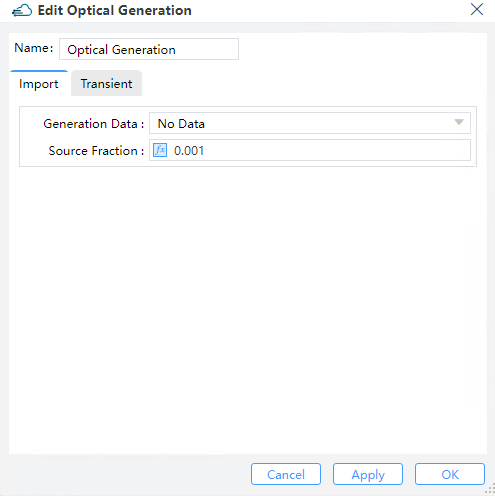 Edit Optical Generation
Name: Optical Generation
Import Transient
Generation Data : No Data
Source Fraction : fx 0.001
Cancel Apply OK